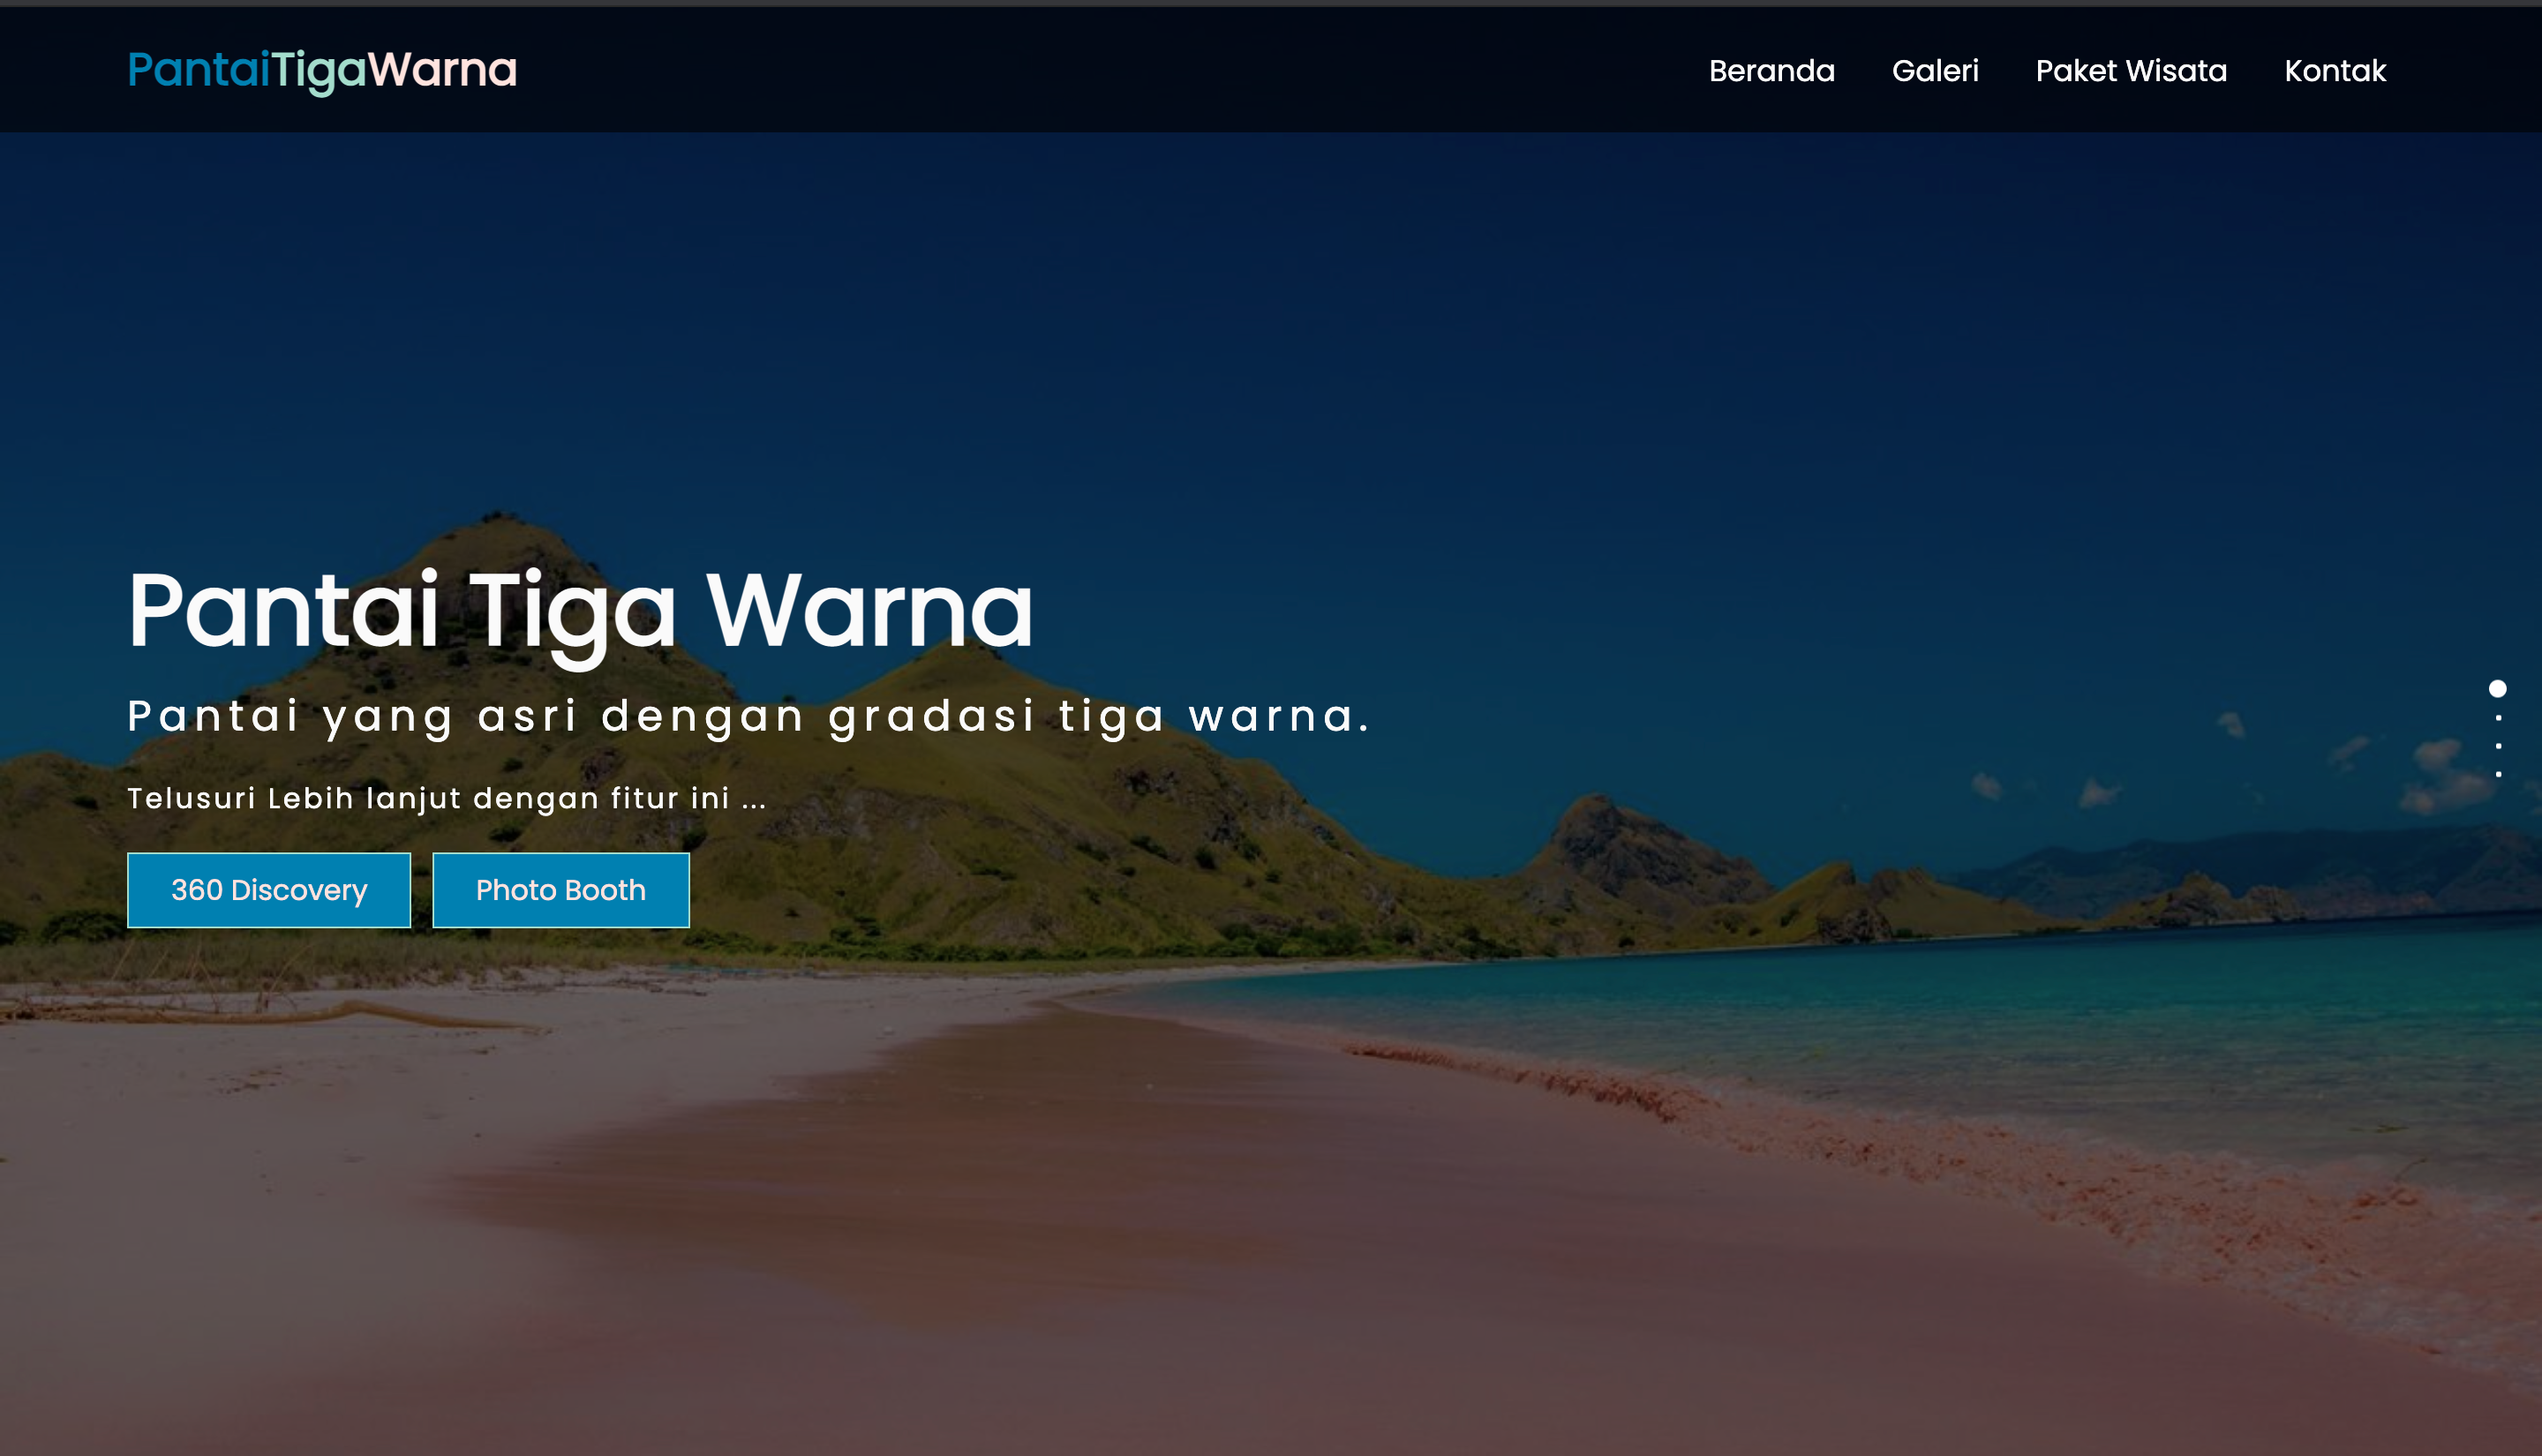 PantaiTigaWarna
Beranda Galeri Paket Wisata Kontak
Pantai Tiga Warna
Pantai yang asri dengan gradasi tiga warna.
Telusuri Lebih lanjut dengan fitur ini ...
360 Discovery Photo Booth